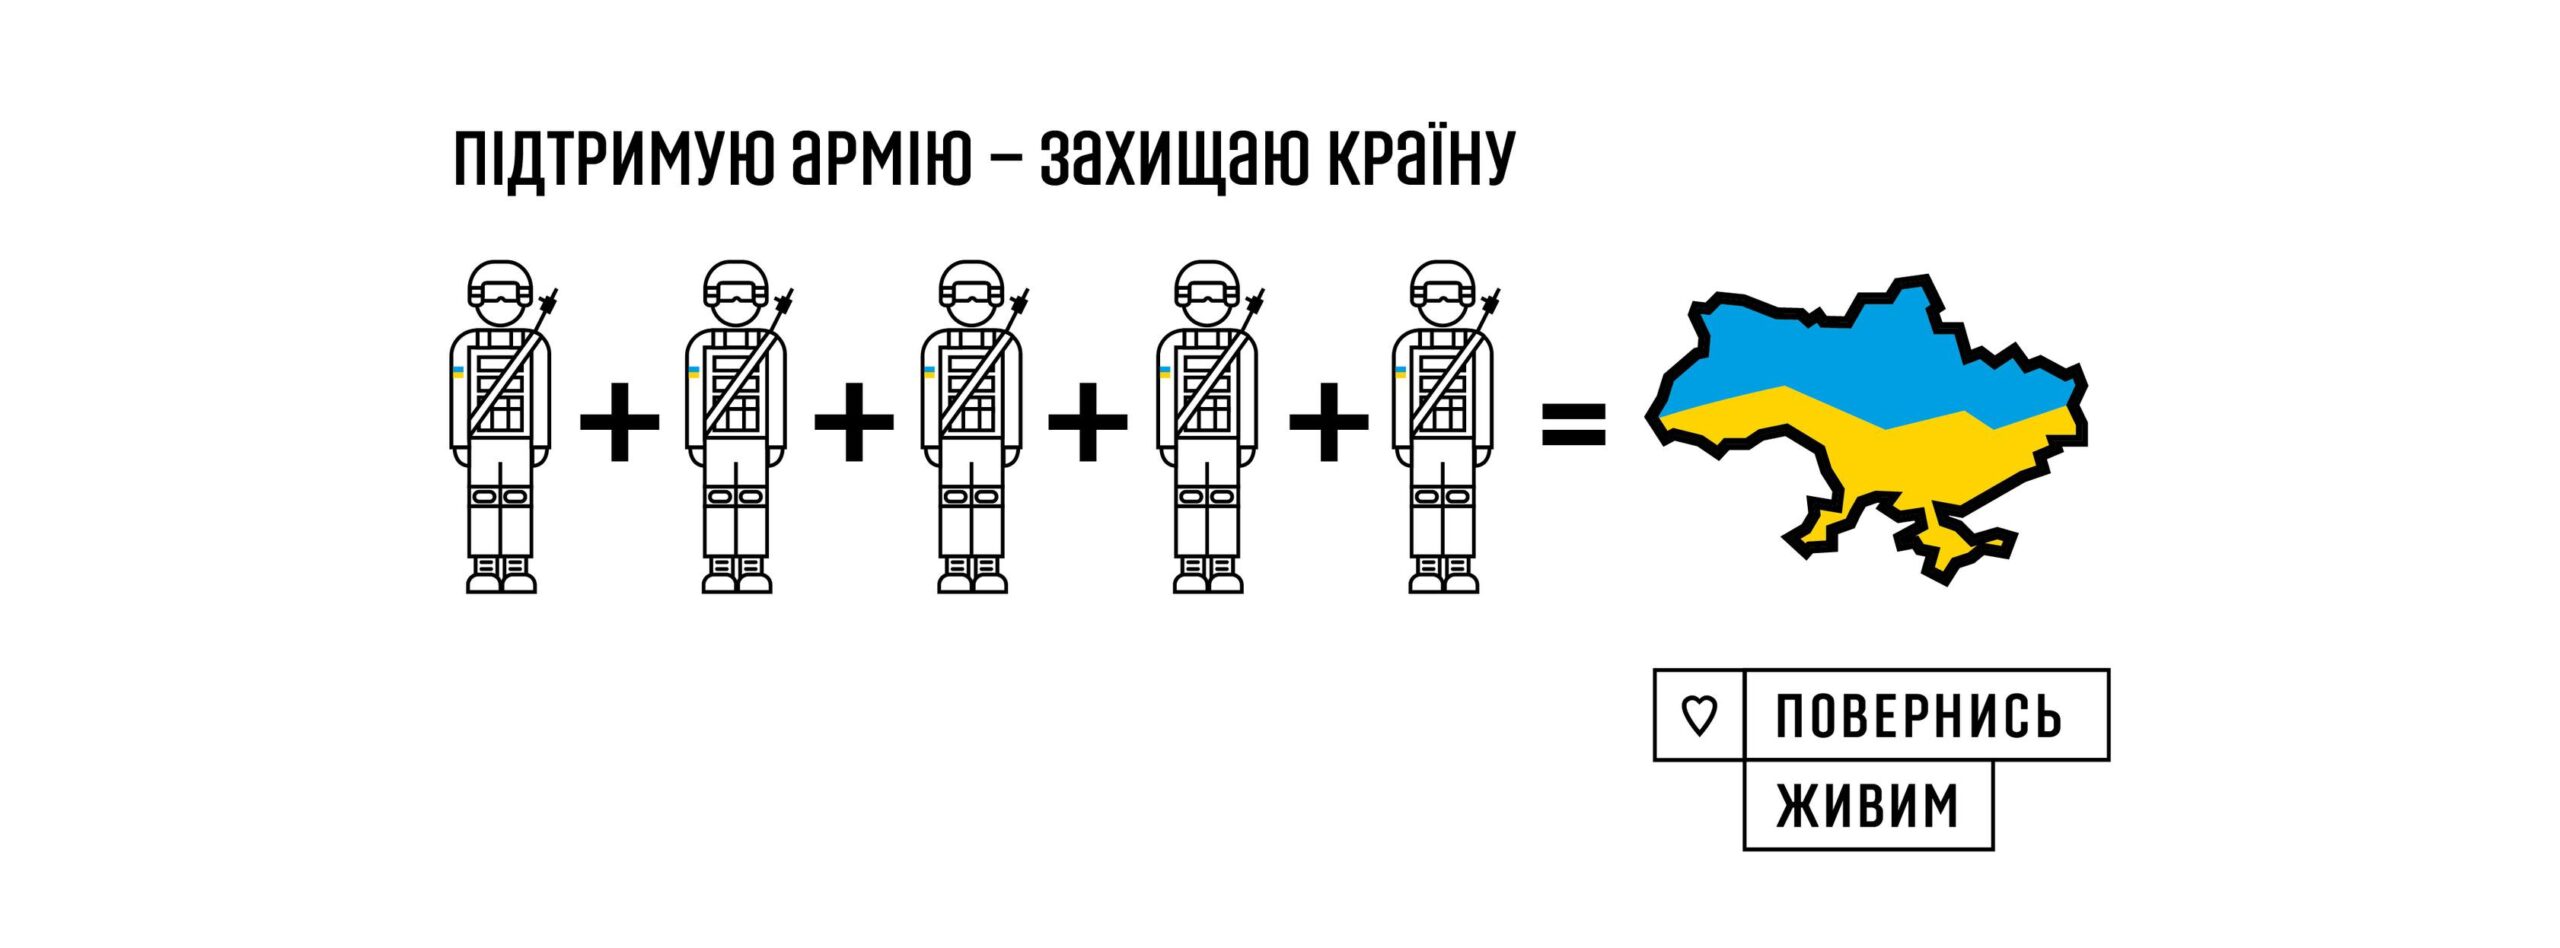 ПІДТРИМУЮ АРМІЮ – ЗАХИЩАЮ КРАЇНУ
+ + + + =
ПОВЕРНИСЬ
ЖИВИМ